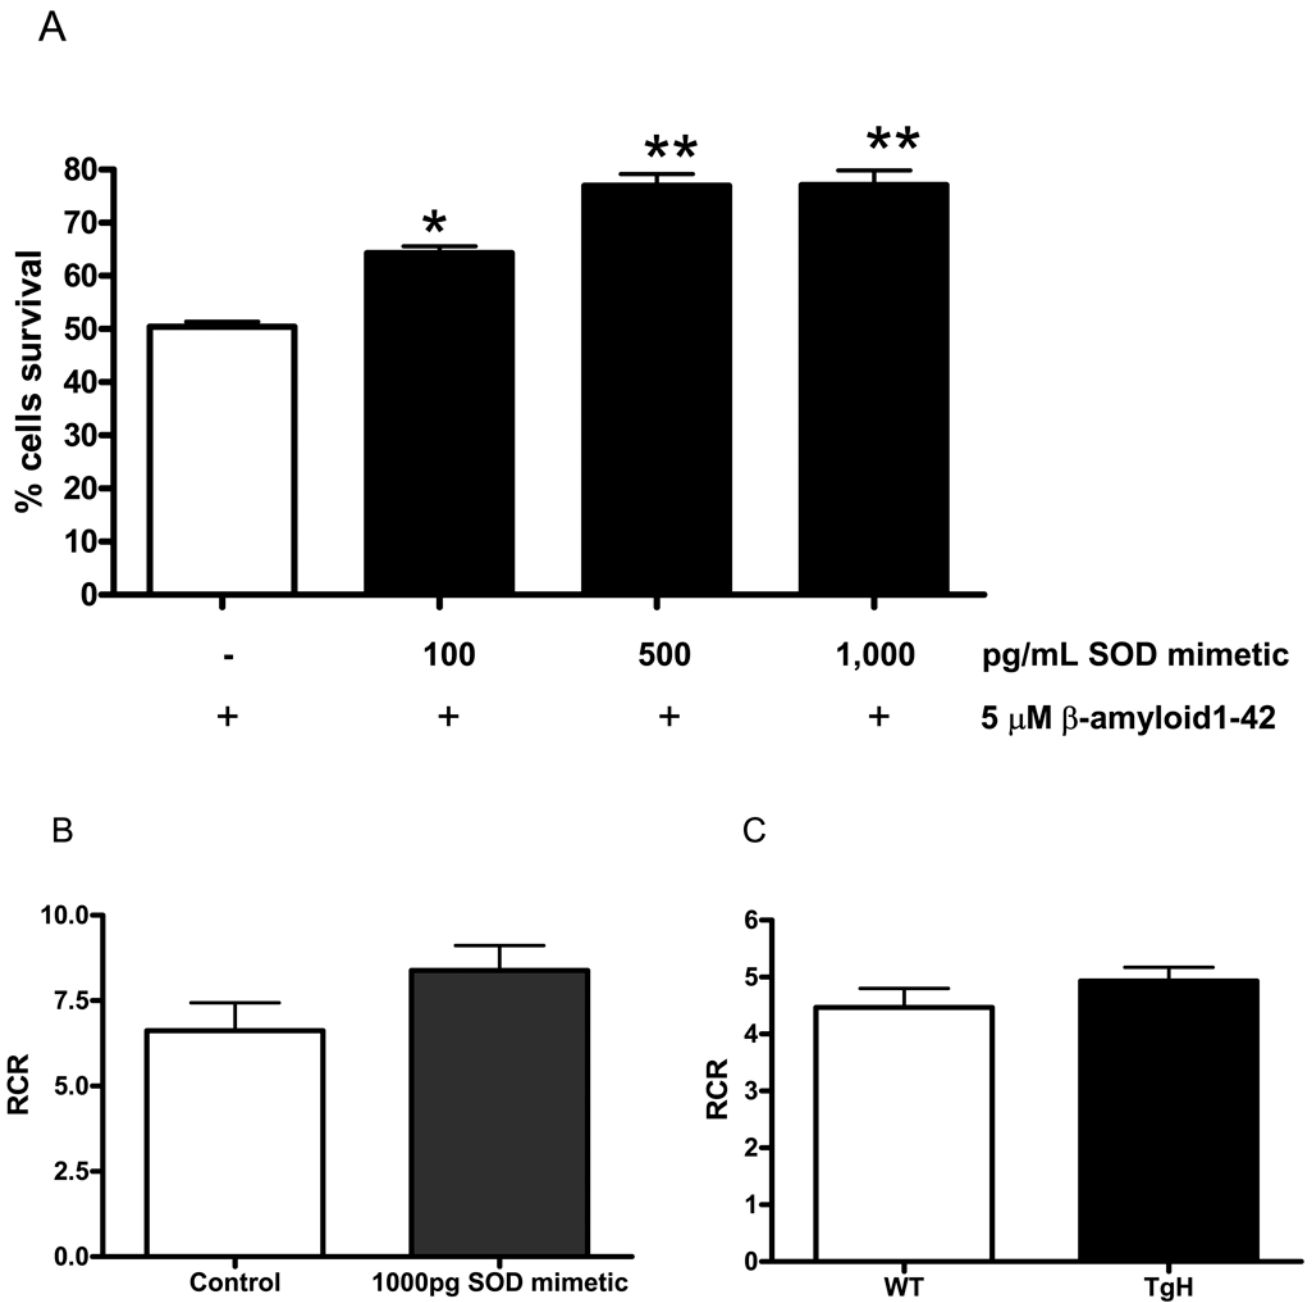 A
**
**
*
80
70
60
50
40
30
20
10
0
% cells survival
- 100 500 1,000 pg/mL SOD mimetic
+ + + + 5 μM β-amyloid1-42
B
10.0
7.5
5.0
2.5
0.0
RCR
Control 1000pg SOD mimetic
C
6
5
4
3
2
1
0
RCR
WT TgH